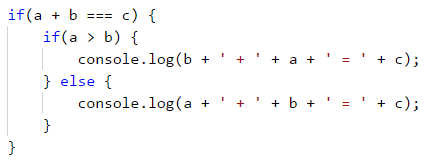 if(a + b === c) {
    if(a > b) {
        console.log(b + ' + ' + a + ' = ' + c);
    } else {
        console.log(a + ' + ' + b + ' = ' + c);
    }
}